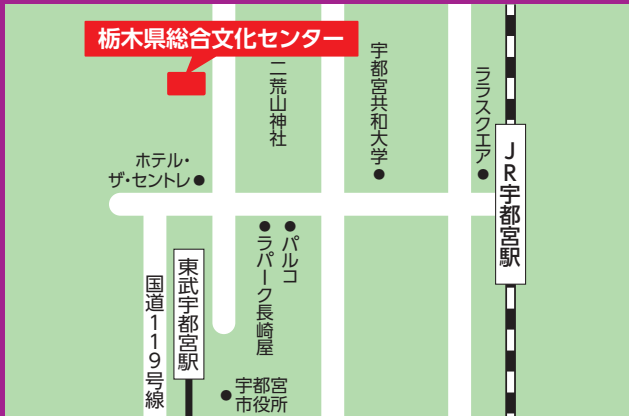 栃木県総合文化センター
二荒山神社
宇都宮共和大学
ララスクエア
ホテル・
ザ・セントレ
JR宇都宮駅
パルコ
ラパーク長崎屋
東武宇都宮駅
国道119号線
宇都宮
市役所